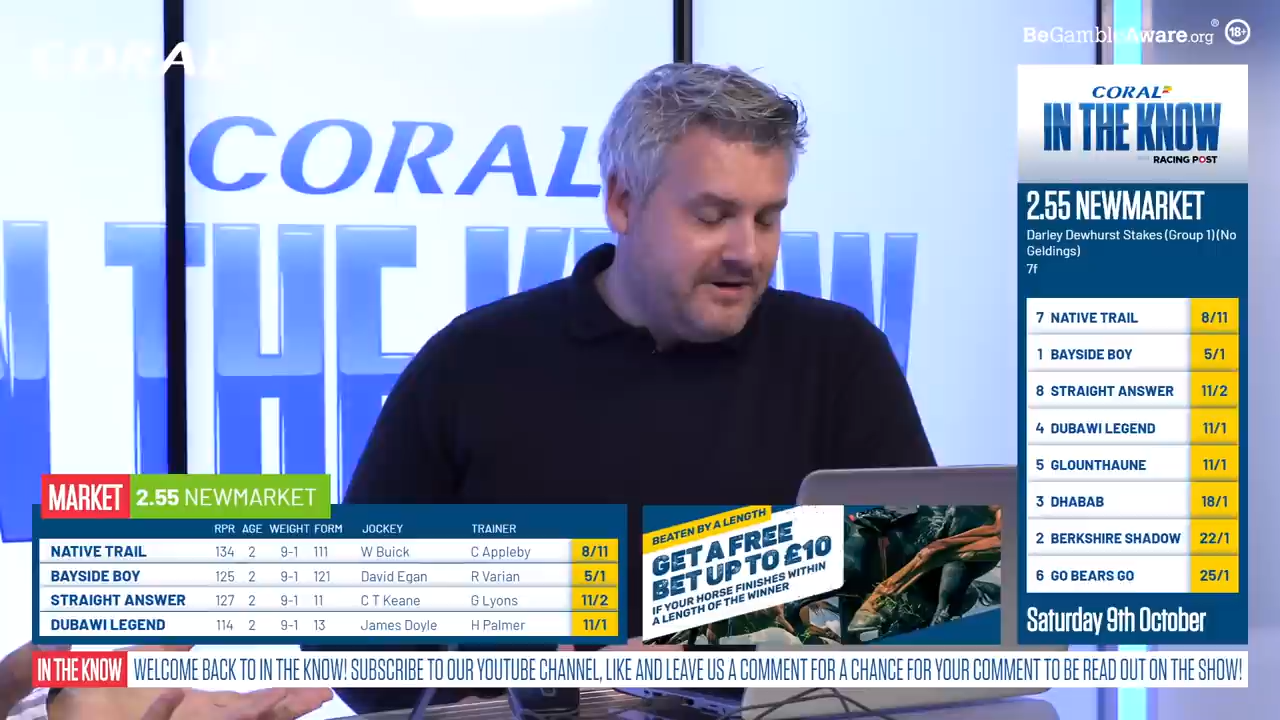 CORAL
BeGambleAware.org® 18+
CORAL
IN THE KNOW
RACING POST
CORAL
THE KNOW
2.55 NEWMARKET
Darley Dewhurst Stakes (Group 1) (No
Geldings)
7f
7 NATIVE TRAIL 8/11
1 BAYSIDE BOY 5/1
8 STRAIGHT ANSWER 11/2
4 DUBAWI LEGEND 11/1
5 GLOUNTHAUNE 11/1
3 DHABAB 18/1
2 BERKSHIRE SHADOW 22/1
6 GO BEARS GO 25/1
Saturday 9th October
MARKET 2.55 NEWMARKET
RPR AGE WEIGHT FORM JOCKEY TRAINER
NATIVE TRAIL 134 2 9-1 111 W Buick C Appleby 8/11
BAYSIDE BOY 125 2 9-1 121 David Egan R Varian 5/1
STRAIGHT ANSWER 127 2 9-1 11 C T Keane G Lyons 11/2
DUBAWI LEGEND 114 2 9-1 13 James Doyle H Palmer 11/1
BEATEN BY A LENGTH
GET A FREE
BET UP TO £10
IF YOUR HORSE FINISHES WITHIN
A LENGTH OF THE WINNER
IN THE KNOW WELCOME BACK TO IN THE KNOW! SUBSCRIBE TO OUR YOUTUBE CHANNEL, LIKE AND LEAVE US A COMMENT FOR A CHANCE FOR YOUR COMMENT TO BE READ OUT ON THE SHOW!